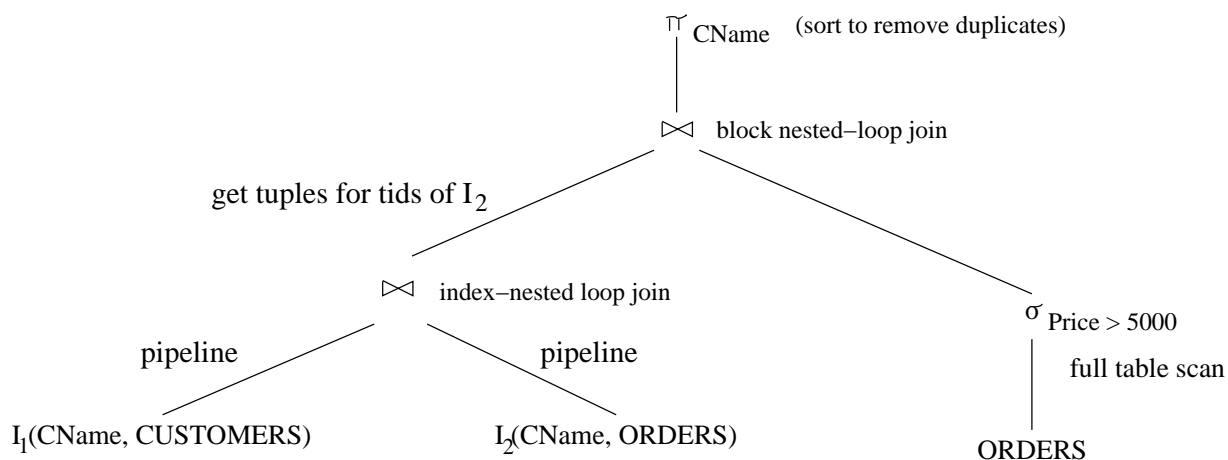 π CName (sort to remove duplicates)
⋈ block nested−loop join
get tuples for tids of I2
⋈ index−nested loop join
σ Price > 5000
pipeline pipeline
full table scan
I1(CName, CUSTOMERS) I2(CName, ORDERS)
ORDERS